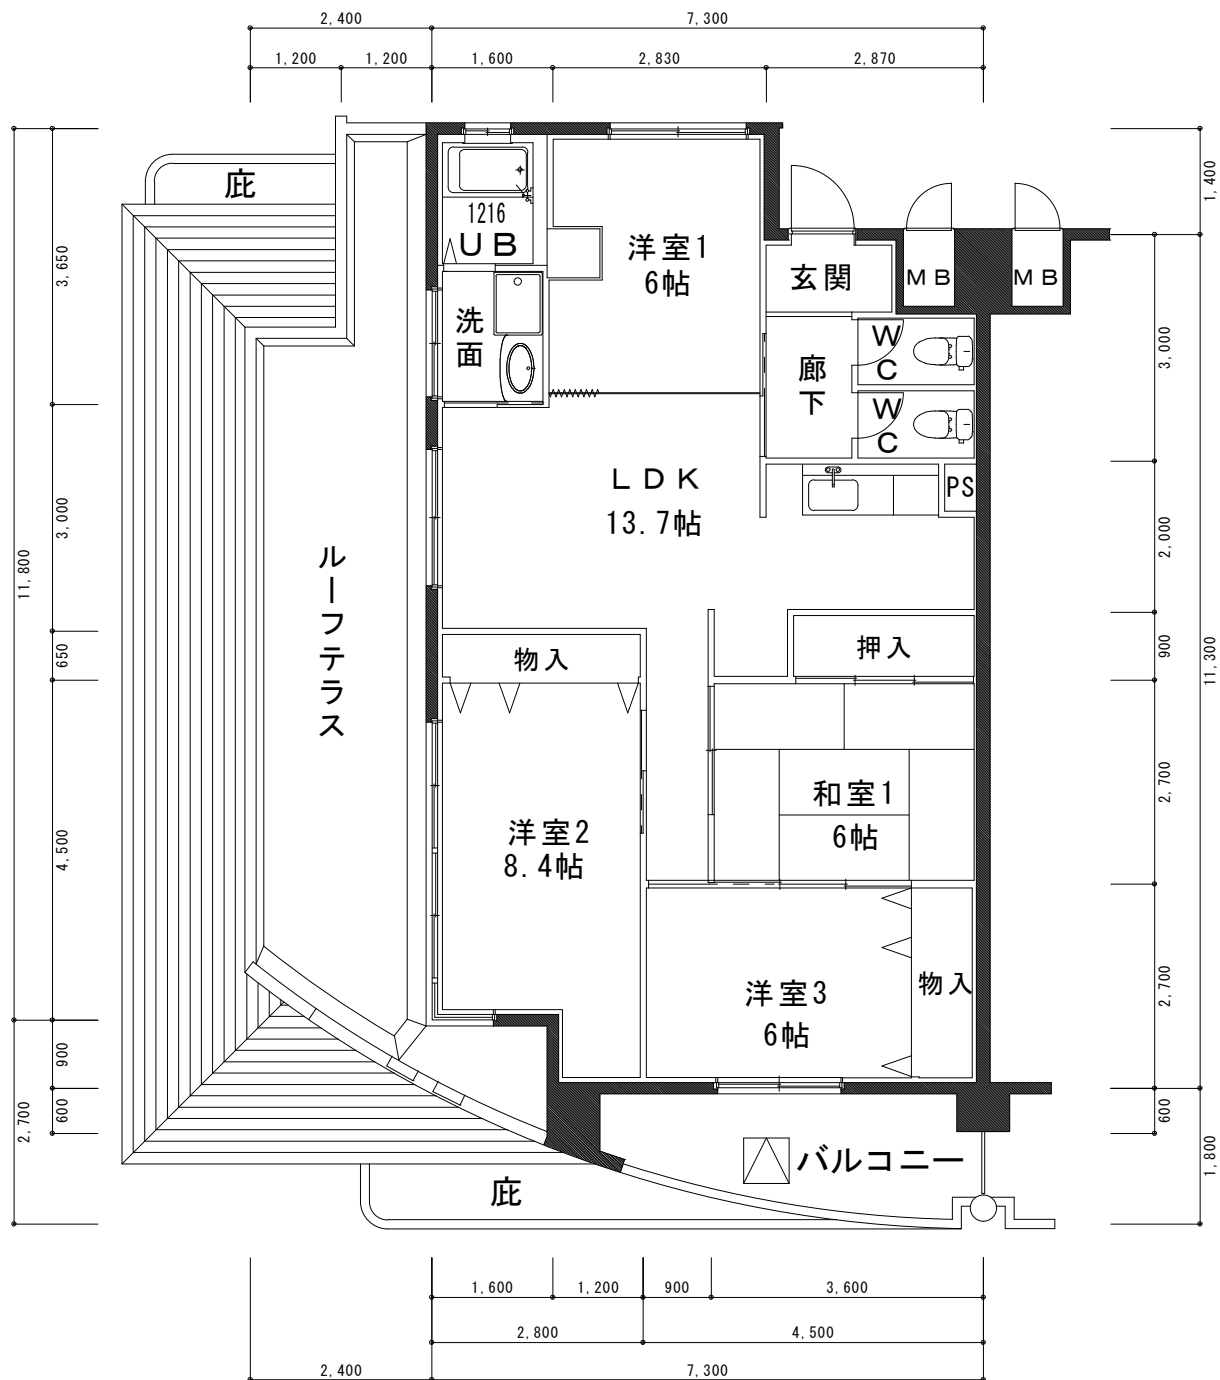 2,400
7,300
1,200
1,200
1,600
2,830
2,870
庇
1216
UB
洋室1
6帖
玄関
MB
MB
1,400
3,650
洗面
廊下
WC
WC
3,000
LDK
13.7帖
PS
11,800
3,000
2,000
ルーフテラス
650
物入
押入
900
11,300
4,500
洋室2
8.4帖
和室1
6帖
2,700
洋室3
6帖
物入
2,700
900
2,700
600
600
バルコニー
1,800
庇
1,600
1,200
900
3,600
2,800
4,500
2,400
7,300